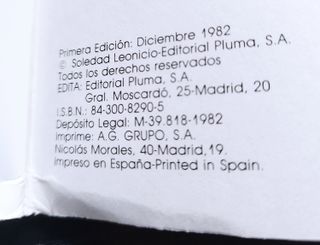 Primera Edición: Diciembre 1982
© Soledad Leonicio-Editorial Pluma, S.A.
Todos los derechos reservados
EDITA: Editorial Pluma, S.A.
Gral. Moscardó, 25-Madrid, 20
I.S.B.N.: 84-300-8290-5
Depósito Legal: M-39.818-1982
Imprime: A.G. GRUPO, S.A.
Nicolás Morales, 40-Madrid,19.
Impreso en España-Printed in Spain.